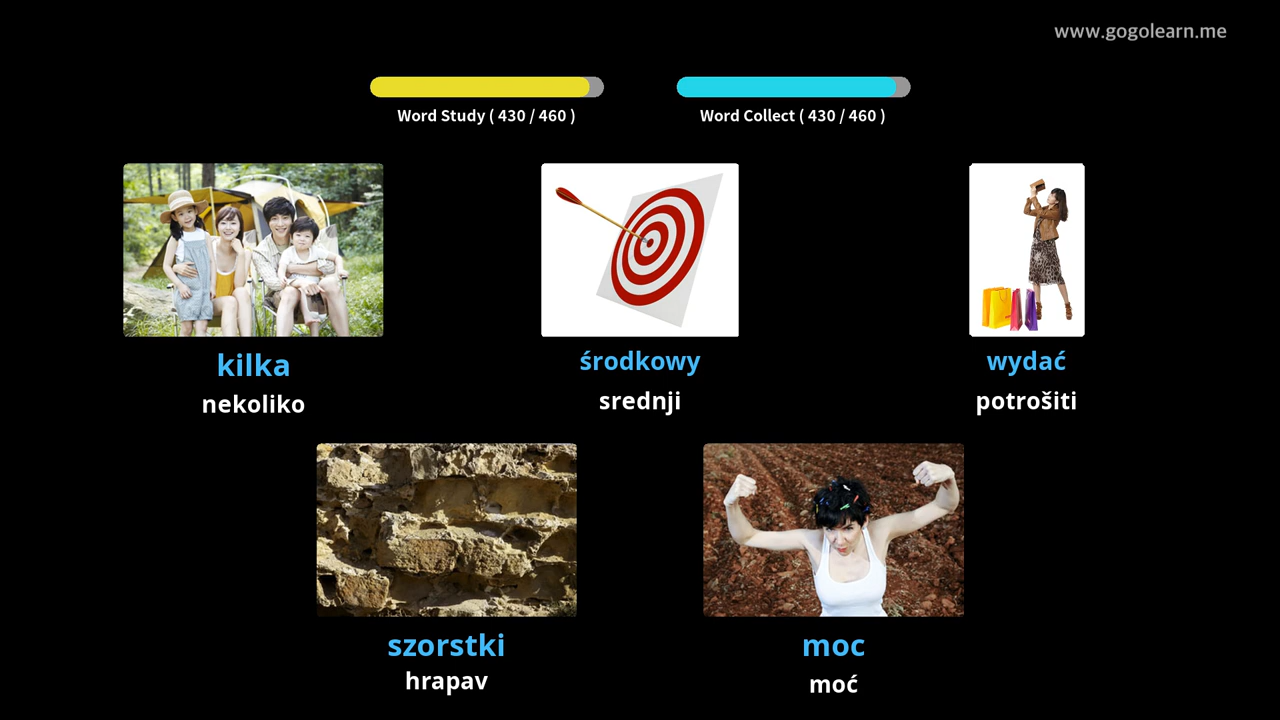 www.gogolearn.me
Word Study ( 430 / 460 )
Word Collect ( 430 / 460 )
kilka
nekoliko
środkowy
srednji
wydać
potrošiti
szorstki
hrapav
moc
moć